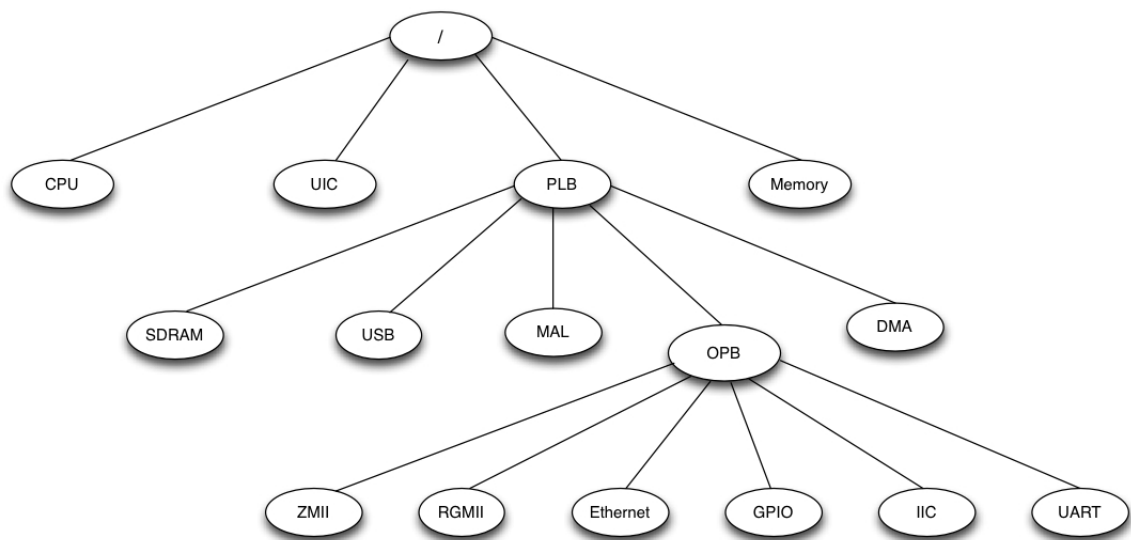 /
CPU
UIC
PLB
Memory
SDRAM
USB
MAL
OPB
DMA
ZMII
RGMII
Ethernet
GPIO
IIC
UART